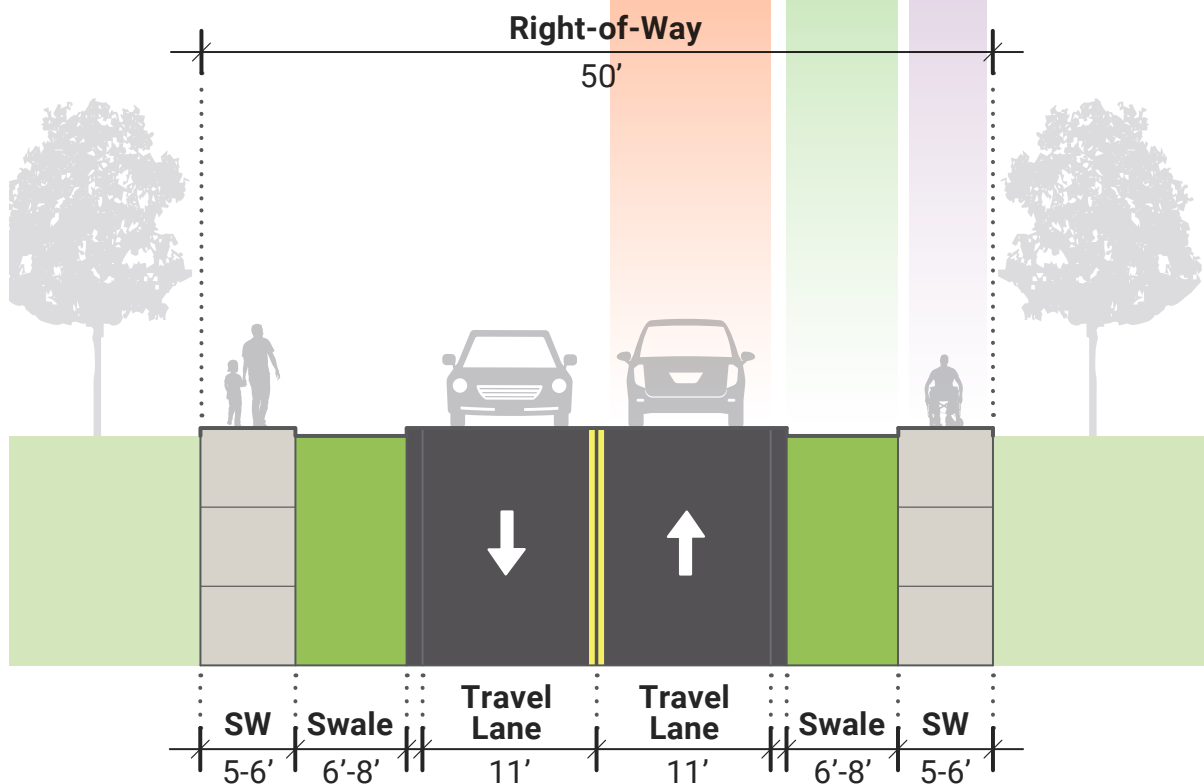 Right-of-Way
50’
SW
Swale
Travel
Lane
Travel
Lane
Swale
SW
5-6’
6’-8’
11’
11’
6’-8’
5-6’